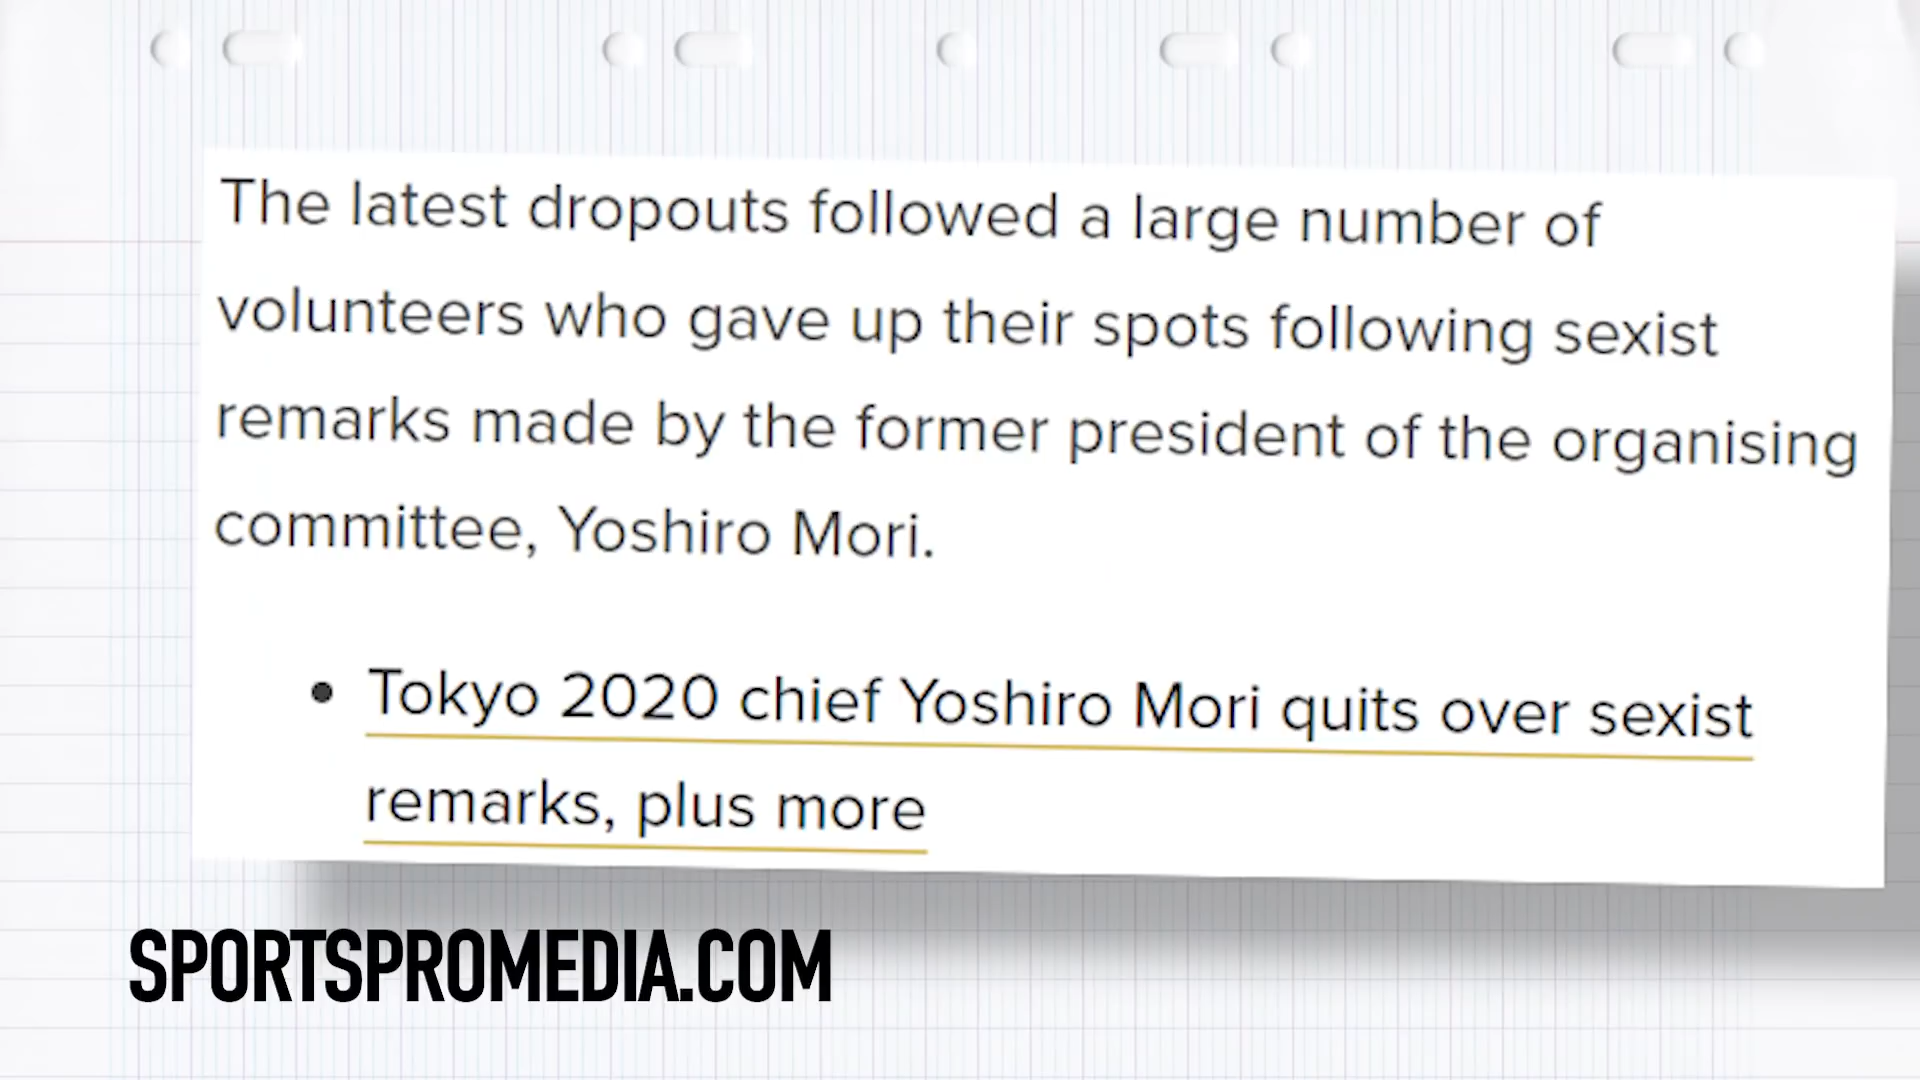 The latest dropouts followed a large number of
volunteers who gave up their spots following sexist
remarks made by the former president of the organising
committee, Yoshiro Mori.
• Tokyo 2020 chief Yoshiro Mori quits over sexist
remarks, plus more
SPORTSPROMEDIA.COM